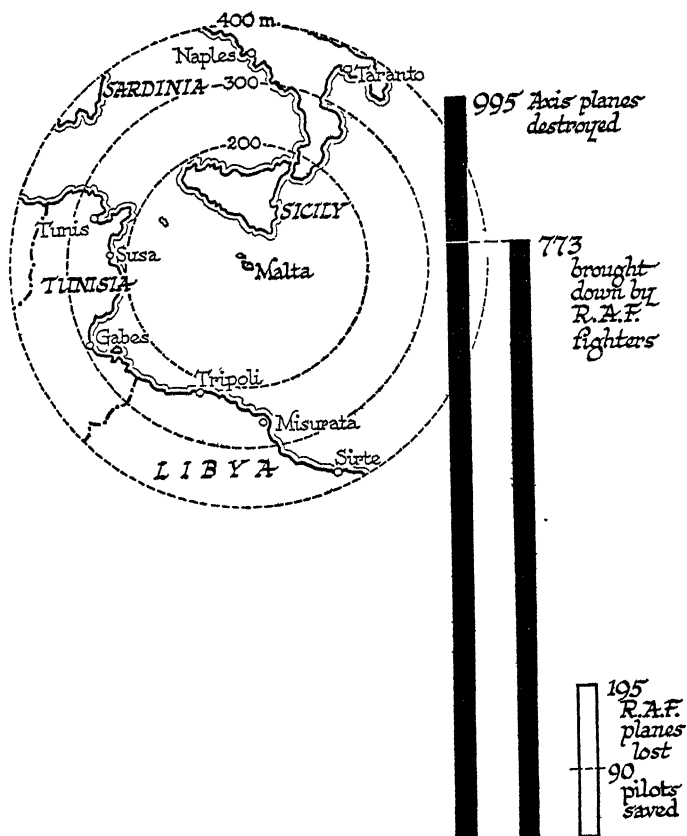 400 m.
Naples
Taranto
SARDINIA
300
200
SICILY
Tunis
Susa
Malta
TUNISIA
Gabes
Tripoli
Misurata
LIBYA
Sirte
995 Axis planes
destroyed
773
brought
down by
R.A.F.
fighters
195
R.A.F.
planes
lost
90
pilots
saved